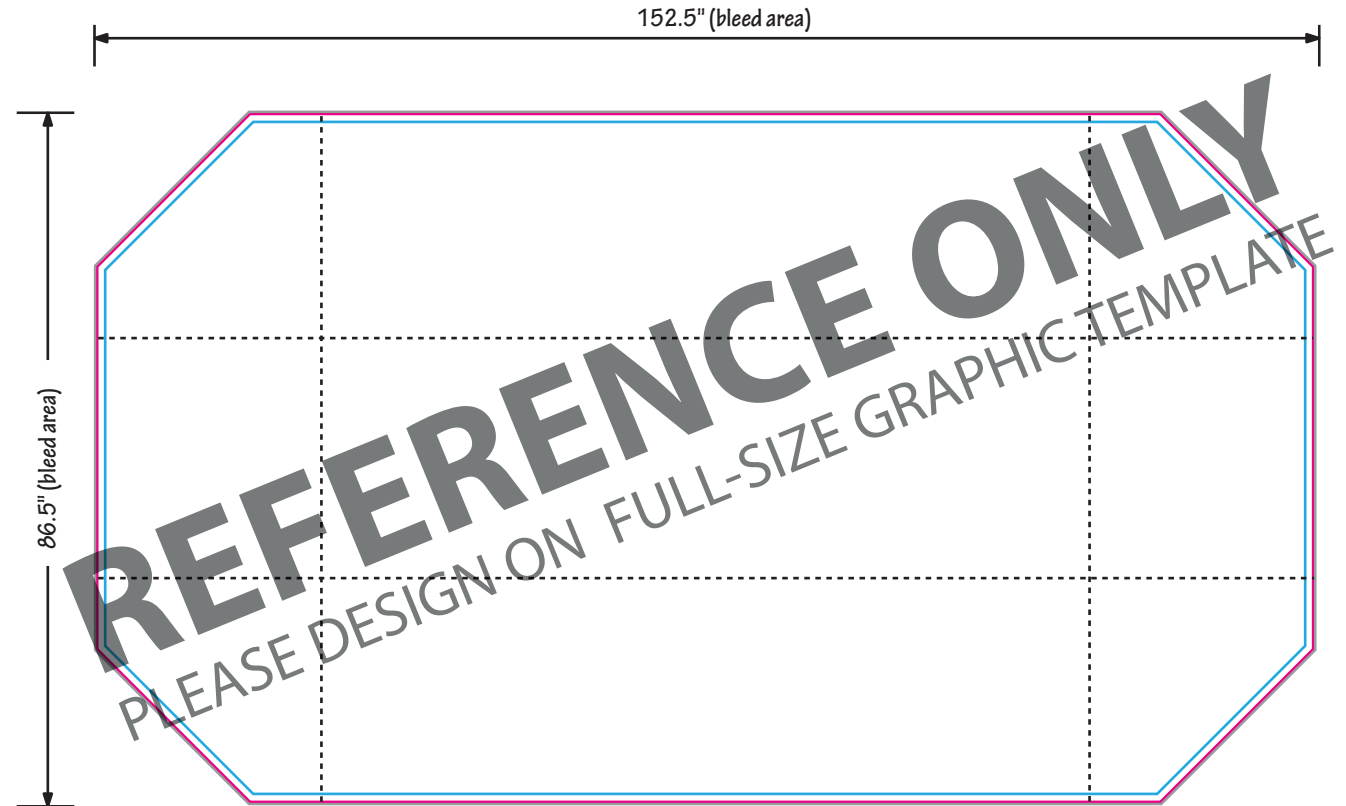 152.5" (bleed area)
86.5" (bleed area)
REFERENCE ONLY
PLEASE DESIGN ON FULL-SIZE GRAPHIC TEMPLATE